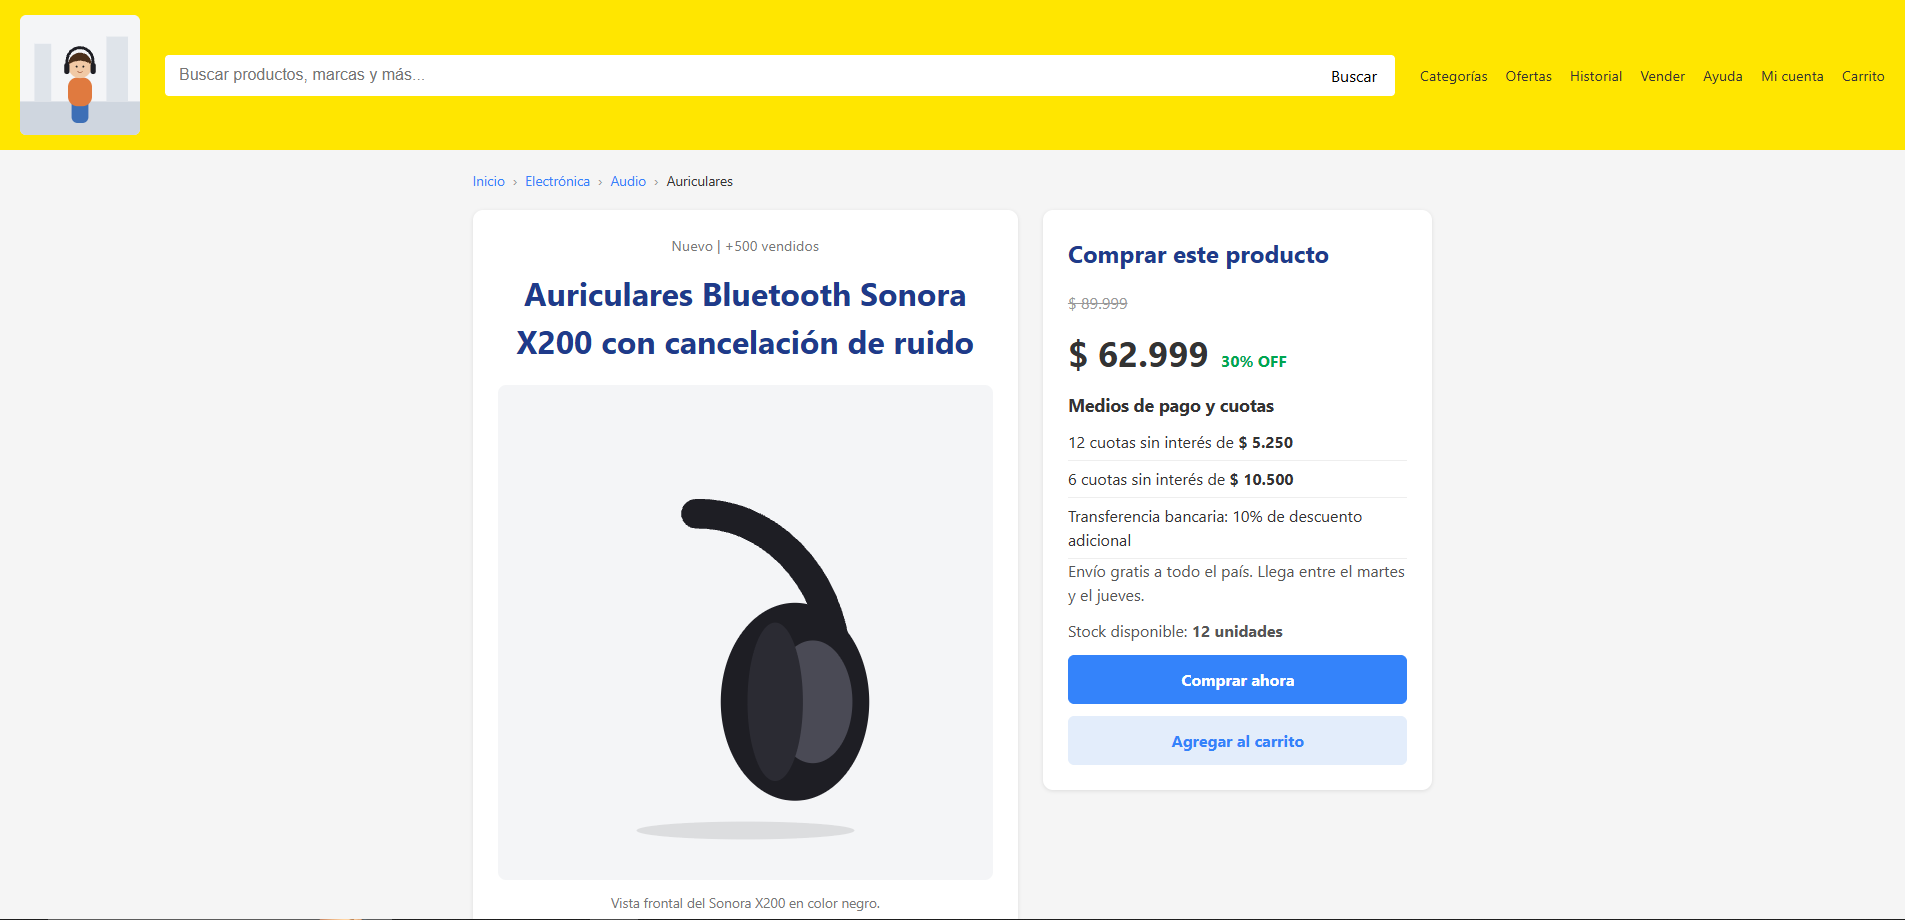 Buscar productos, marcas y más...
Buscar
Categorías
Ofertas
Historial
Vender
Ayuda
Mi cuenta
Carrito
Inicio › Electrónica › Audio › Auriculares
Nuevo | +500 vendidos
Auriculares Bluetooth Sonora
X200 con cancelación de ruido
Vista frontal del Sonora X200 en color negro.
Comprar este producto
$ 89.999
$ 62.999 30% OFF
Medios de pago y cuotas
12 cuotas sin interés de $ 5.250
6 cuotas sin interés de $ 10.500
Transferencia bancaria: 10% de descuento
adicional
Envío gratis a todo el país. Llega entre el martes
y el jueves.
Stock disponible: 12 unidades
Comprar ahora
Agregar al carrito